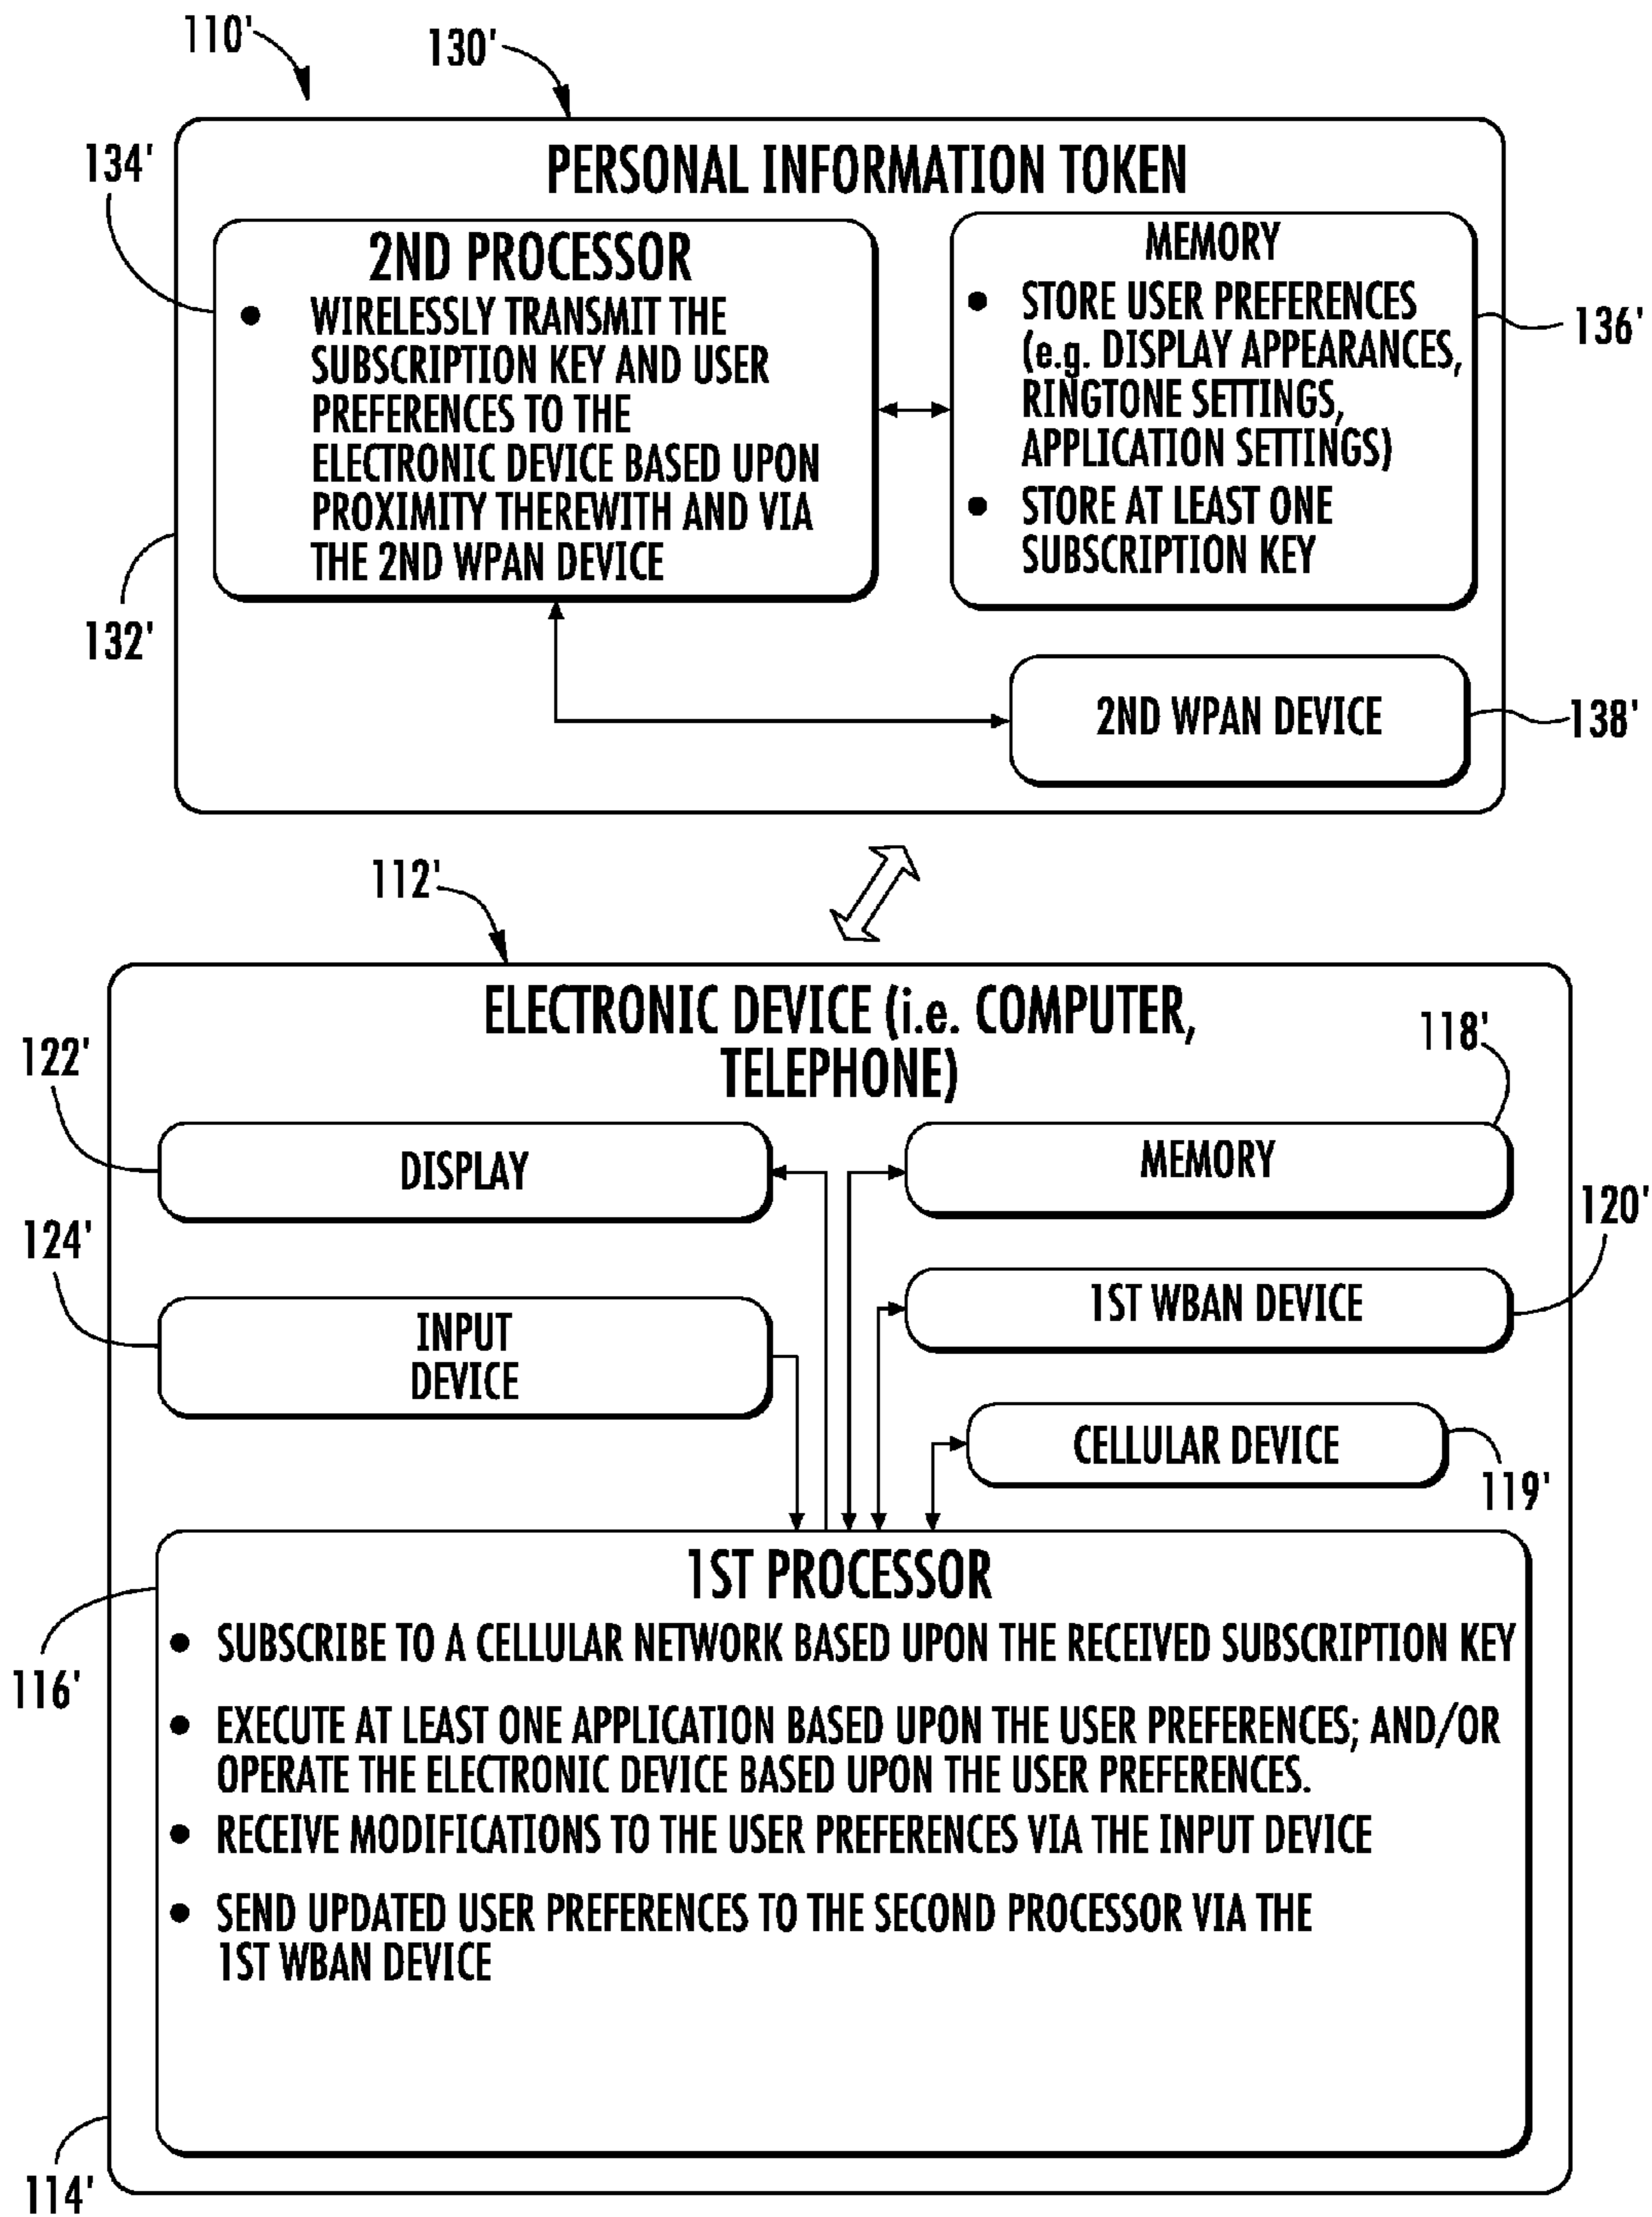 110'
130'
134'
PERSONAL INFORMATION TOKEN
2ND PROCESSOR
● WIRELESSLY TRANSMIT THE
SUBSCRIPTION KEY AND USER
PREFERENCES TO THE
ELECTRONIC DEVICE BASED UPON
PROXIMITY THEREWITH AND VIA
THE 2ND WPAN DEVICE
MEMORY
● STORE USER PREFERENCES
(e.g. DISPLAY APPEARANCES,
RINGTONE SETTINGS,
APPLICATION SETTINGS)
● STORE AT LEAST ONE
SUBSCRIPTION KEY
136'
132'
2ND WPAN DEVICE
138'
112'
ELECTRONIC DEVICE (i.e. COMPUTER,
TELEPHONE)
118'
122'
DISPLAY
MEMORY
120'
124'
INPUT
DEVICE
1ST WBAN DEVICE
CELLULAR DEVICE
119'
1ST PROCESSOR
116'
● SUBSCRIBE TO A CELLULAR NETWORK BASED UPON THE RECEIVED SUBSCRIPTION KEY
● EXECUTE AT LEAST ONE APPLICATION BASED UPON THE USER PREFERENCES; AND/OR
OPERATE THE ELECTRONIC DEVICE BASED UPON THE USER PREFERENCES.
● RECEIVE MODIFICATIONS TO THE USER PREFERENCES VIA THE INPUT DEVICE
● SEND UPDATED USER PREFERENCES TO THE SECOND PROCESSOR VIA THE
1ST WBAN DEVICE
114'